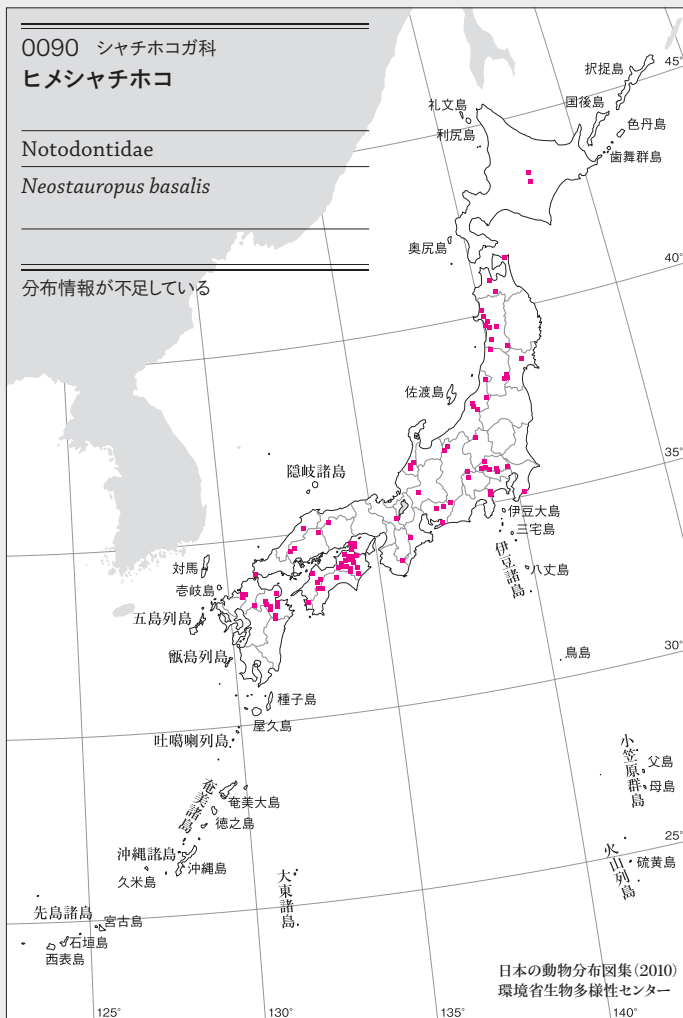 0090 シャチホコガ科
ヒメシャチホコ
Notodontidae
Neostauropus basalis
分布情報が不足している
択捉島
45°
国後島
礼文島
色丹島
利尻島
歯舞群島
奥尻島
40°
佐渡島
35°
隠岐諸島
伊豆大島
三宅島
伊豆諸島
八丈島
対馬
壱岐島
五島列島
甑島列島
鳥島
30°
種子島
屋久島
吐噶喇列島
小笠原群島
父島
母島
奄美諸島
奄美大島
徳之島
25°
沖縄諸島
沖縄島
久米島
火山列島
硫黄島
大東諸島
先島諸島
宮古島
石垣島
西表島
日本の動物分布図集(2010)
環境省生物多様性センター
125°
130°
135°
140°